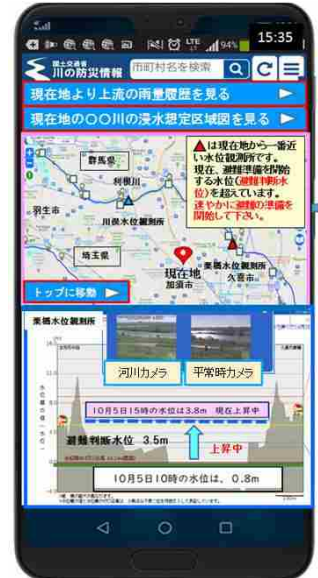 LTE 94% 15:35
国土交通省
川の防災情報
市町村名を検索
現在地より上流の雨量履歴を見る
現在地の〇〇川の浸水想定区域図を見る
▲は現在地から一番近
い水位観測所です。
現在、避難準備を開始
する水位(避難判断水
位)を超えています。
速やかに避難の準備を
開始して下さい。
群馬県
利根川
羽生市
川俣水位観測所
埼玉県
現在地
加須市
栗橋水位観測所
久喜市
トップに移動
栗橋水位観測所
河川カメラ
平常時カメラ
10月5日15時の水位は3.8m 現在上昇中
避難判断水位 3.5m
上昇中
10月5日10時の水位は、0.8m